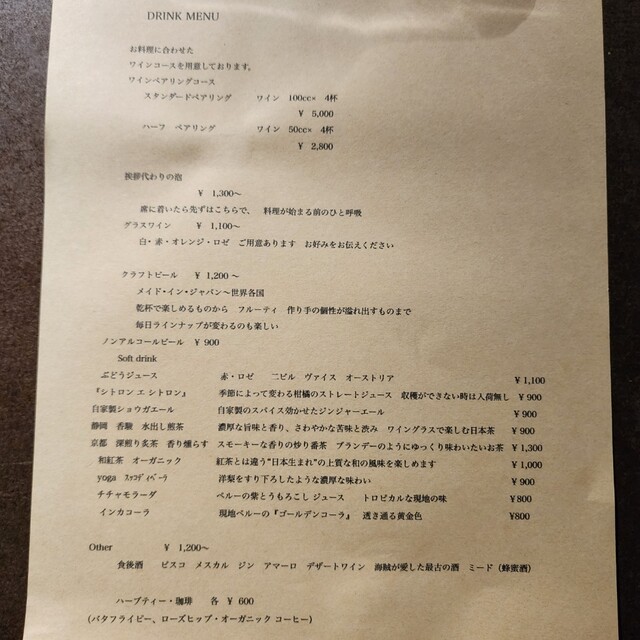 DRINK MENU
お料理に合わせた
ワインコースを用意しております。
ワインペアリングコース
スタンダードペアリング ワイン 100cc× 4杯
¥ 5,000
ハーフ ペアリング ワイン 50cc× 4杯
¥ 2,800
挨拶代わりの泡
¥ 1,300～
席に着いたら先ずはこちらで、 料理が始まる前のひと呼吸
グラスワイン ¥ 1,100～
白・赤・オレンジ・ロゼ ご用意あります お好みをお伝えください
クラフトビール ¥ 1,200 ～
メイド・イン・ジャパン～世界各国
乾杯で楽しめるものから フルーティ 作り手の個性が溢れ出すものまで
毎日ラインナップが変わるのも楽しい
ノンアルコールビール ¥ 900
Soft drink
ぶどうジュース 赤・ロゼ 二ビル ヴァイス オーストリア ¥ 1,100
『シトロン エ シトロン』 季節によって変わる柑橘のストレートジュース 収穫ができない時は入荷無し ¥ 900
自家製ショウガエール 自家製のスパイス効かせたジンジャーエール ¥ 900
静岡 香駿 水出し煎茶 濃厚な旨味と香り、さわやかな苦味と渋み ワイングラスで楽しむ日本茶 ¥ 900
京都 深煎り炙茶 香り燻らす スモーキーな香りの炒り番茶 ブランデーのようにゆっくり味わいたいお茶 ¥ 1,300
和紅茶 オーガニック 紅茶とは違う"日本生まれ"の上質な和の風味を楽しめます ¥ 1,000
yoga ｽｯｺﾃﾞｨﾍﾟｰﾗ 洋梨をすり下ろしたような濃厚な味わい ¥ 900
チチャモラーダ ペルーの紫とうもろこし ジュース トロピカルな現地の味 ¥800
インカコーラ 現地ペルーの『ゴールデンコーラ』 透き通る黄金色 ¥800
Other ¥ 1,200～
食後酒 ピスコ メスカル ジン アマーロ デザートワイン 海賊が愛した最古の酒 ミード（蜂蜜酒）
ハーブティー・珈琲 各 ¥ 600
（バタフライピー、ローズヒップ・オーガニック コーヒー）